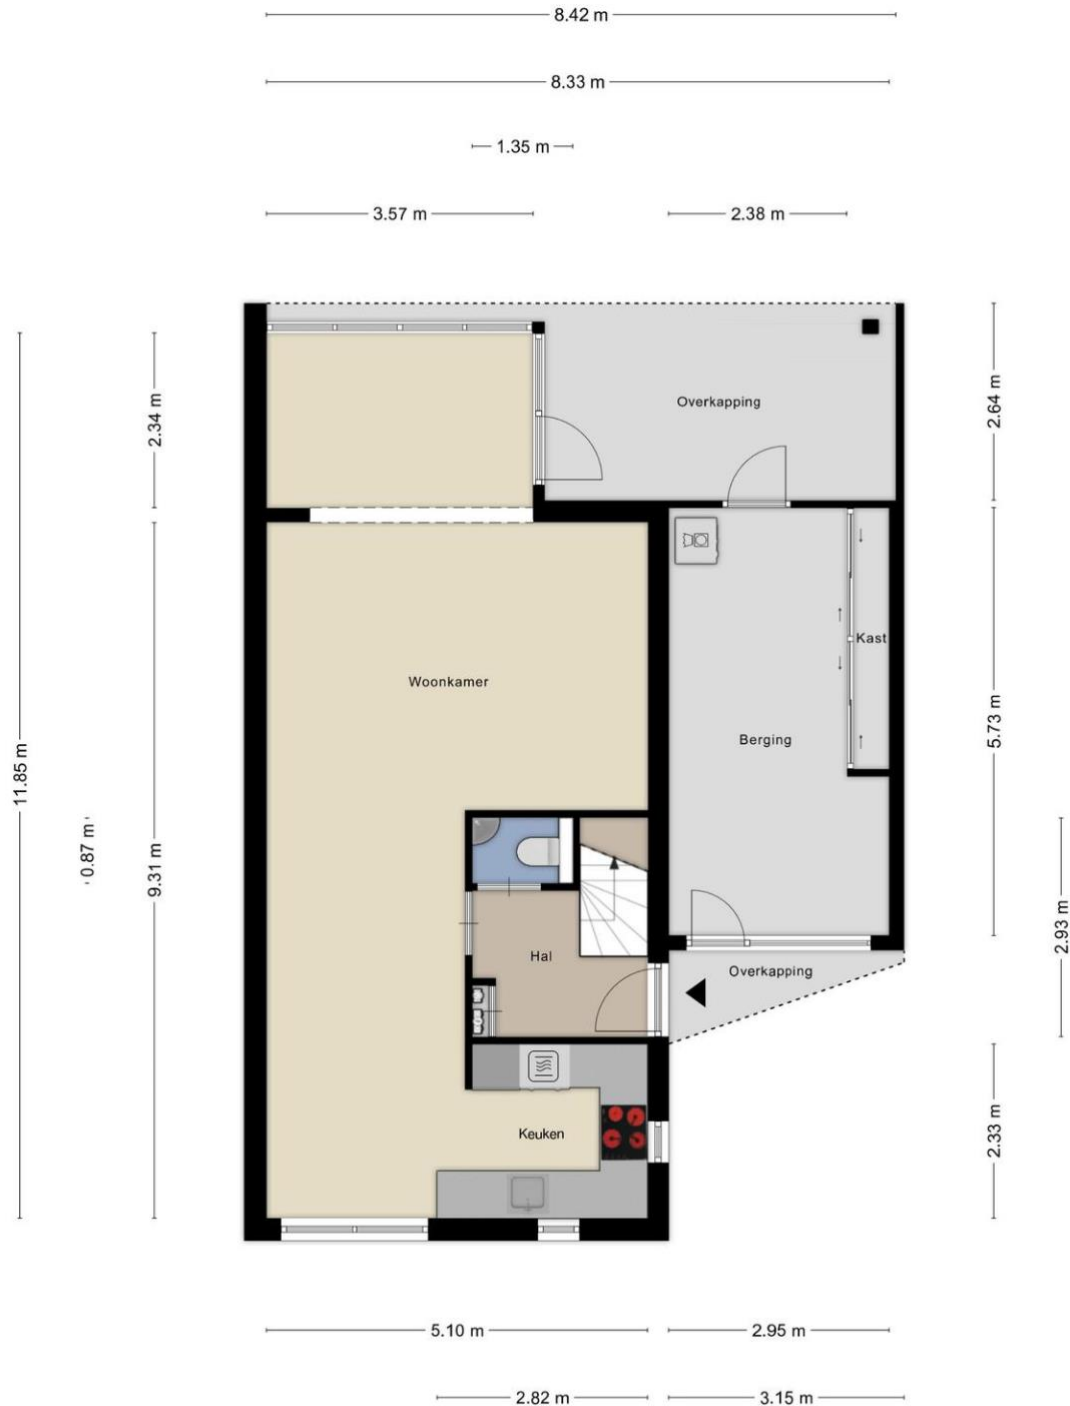 8.42 m
8.33 m
1.35 m
3.57 m
2.38 m
2.34 m
2.64 m
Overkapping
Kast
Woonkamer
Berging
5.73 m
11.85 m
0.87 m
9.31 m
Hal
Overkapping
2.93 m
Keuken
2.33 m
5.10 m
2.95 m
2.82 m
3.15 m